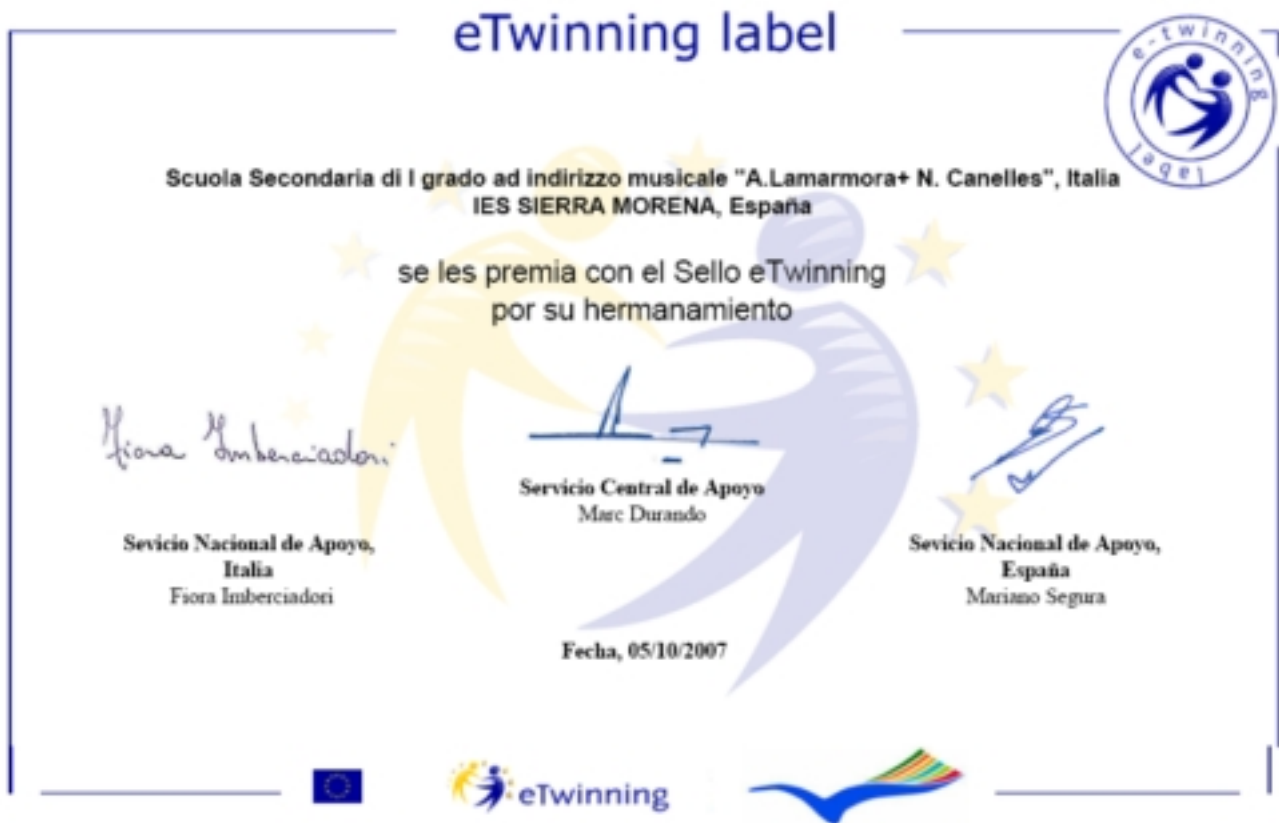 eTwinning label
e-twinning label
Scuola Secondaria di I grado ad indirizzo musicale "A.Lamarmora+ N. Canelles", Italia
IES SIERRA MORENA, España
se les premia con el Sello eTwinning
por su hermanamiento
Fiora Imberciadori
Servicio Central de Apoyo
Marc Durando
Sevicio Nacional de Apoyo,
Italia
Fiora Imberciadori
Sevicio Nacional de Apoyo,
España
Mariano Segura
Fecha, 05/10/2007
eTwinning